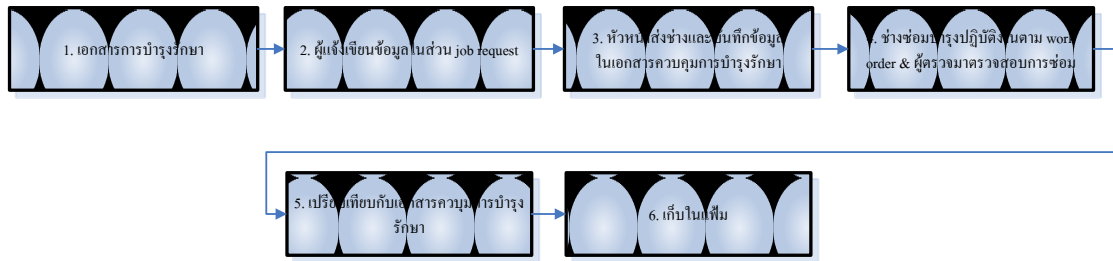 1. เอกสารการบำรุงรักษา
2. ผู้แจ้งเขียนข้อมูลในส่วน job request
3. หัวหน้าส่งช่างและบันทึกข้อมูล
ในเอกสารควบคุมการบำรุงรักษา
4. ช่างซ่อมบำรุงปฏิบัติงานตาม work
order & ผู้ตรวจมาตรวจสอบการซ่อม
5. เปรียบเทียบกับเอกสารควบุมการบำรุง
รักษา
6. เก็บในแฟ้ม